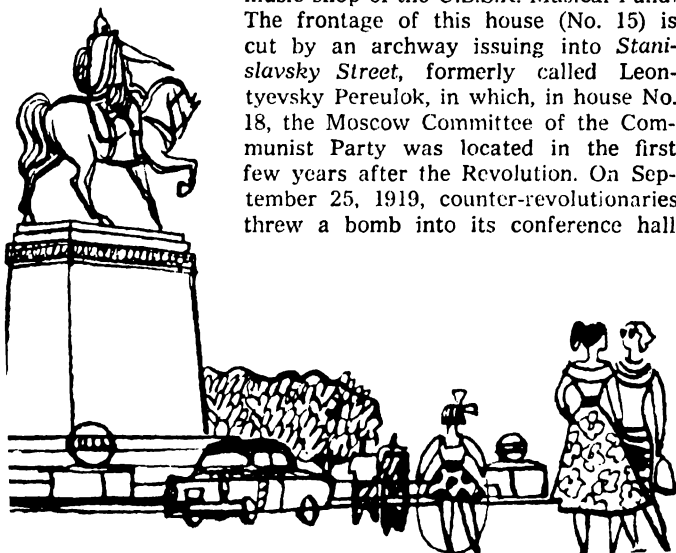 music shop of the U.S.S.R. Musical Fund.
The frontage of this house (No. 15) is
cut by an archway issuing into Stani-
slavsky Street, formerly called Leon-
tyevsky Pereulok, in which, in house No.
18, the Moscow Committee of the Com-
munist Party was located in the first
few years after the Revolution. On Sep-
tember 25, 1919, counter-revolutionaries
threw a bomb into its conference hall